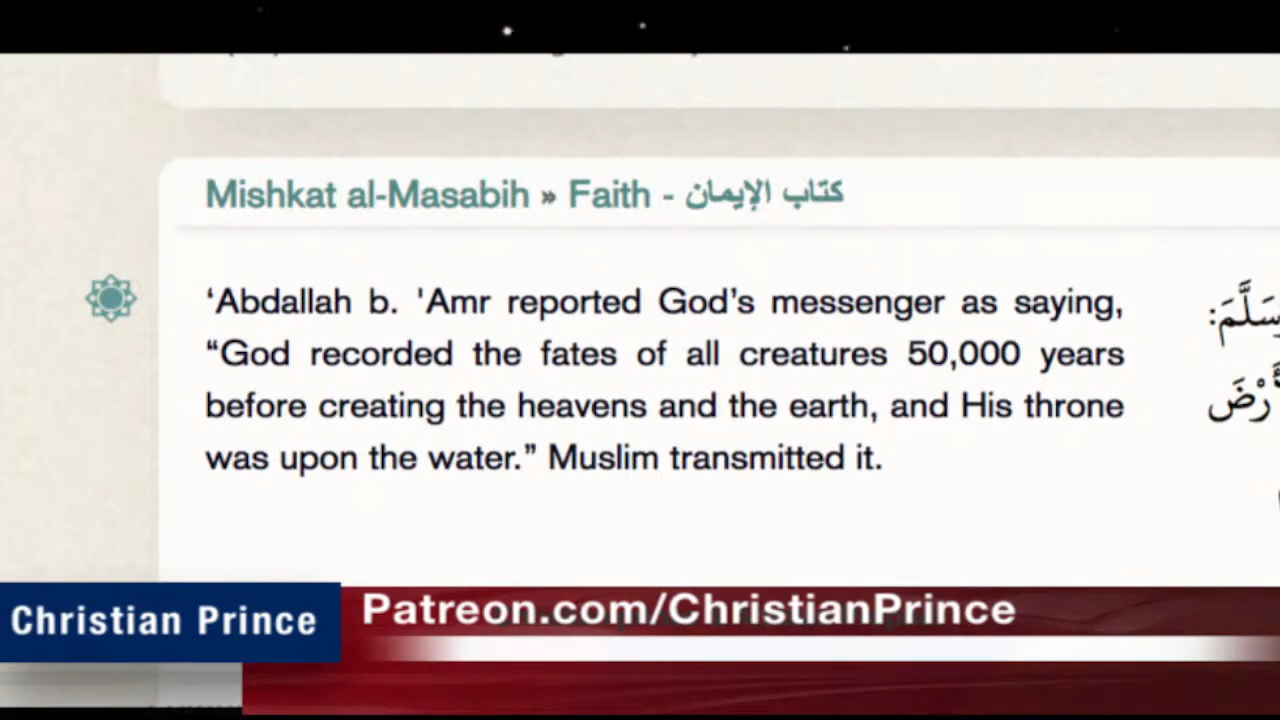 Mishkat al-Masabih » Faith - كتاب الإيمان
‘Abdallah b. 'Amr reported God’s messenger as saying,
“God recorded the fates of all creatures 50,000 years
before creating the heavens and the earth, and His throne
was upon the water.” Muslim transmitted it.
Christian Prince
Patreon.com/ChristianPrince